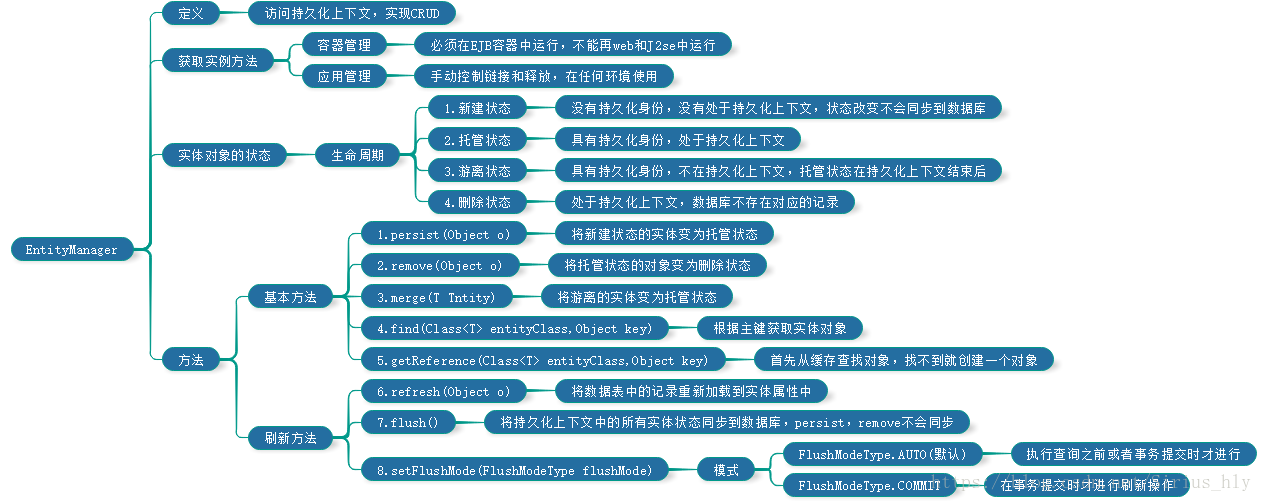 定义
访问持久化上下文，实现CRUD
获取实例方法
容器管理
必须在EJB容器中运行，不能再web和J2se中运行
应用管理
手动控制链接和释放，在任何环境使用
实体对象的状态
生命周期
1.新建状态
没有持久化身份，没有处于持久化上下文，状态改变不会同步到数据库
2.托管状态
具有持久化身份，处于持久化上下文
3.游离状态
具有持久化身份，不在持久化上下文，托管状态在持久化上下文结束后
4.删除状态
处于持久化上下文，数据库不存在对应的记录
EntityManager
方法
基本方法
1.persist(Object o)
将新建状态的实体变为托管状态
2.remove(Object o)
将托管状态的对象变为删除状态
3.merge(T Tntity)
将游离的实体变为托管状态
4.find(Class<T> entityClass,Object key)
根据主键获取实体对象
5.getReference(Class<T> entityClass,Object key)
首先从缓存查找对象，找不到就创建一个对象
刷新方法
6.refresh(Object o)
将数据表中的记录重新加载到实体属性中
7.flush()
将持久化上下文中的所有实体状态同步到数据库，persist，remove不会同步
8.setFlushMode(FlushModeType flushMode)
模式
FlushModeType.AUTO(默认)
执行查询之前或者事务提交时才进行
FlushModeType.COMMIT
在事务提交时才进行刷新操作